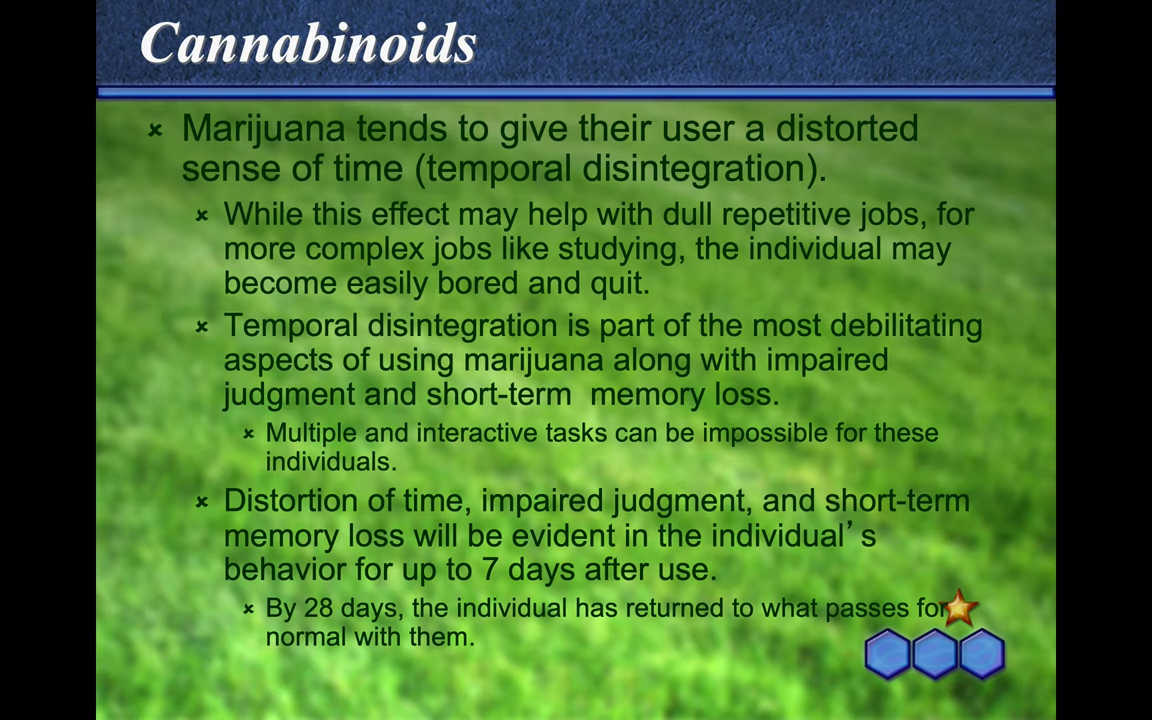 Cannabinoids
Marijuana tends to give their user a distorted
sense of time (temporal disintegration).
While this effect may help with dull repetitive jobs, for
more complex jobs like studying, the individual may
become easily bored and quit.
Temporal disintegration is part of the most debilitating
aspects of using marijuana along with impaired
judgment and short-term  memory loss.
Multiple and interactive tasks can be impossible for these
individuals.
Distortion of time, impaired judgment, and short-term
memory loss will be evident in the individual’s
behavior for up to 7 days after use.
By 28 days, the individual has returned to what passes for
normal with them.